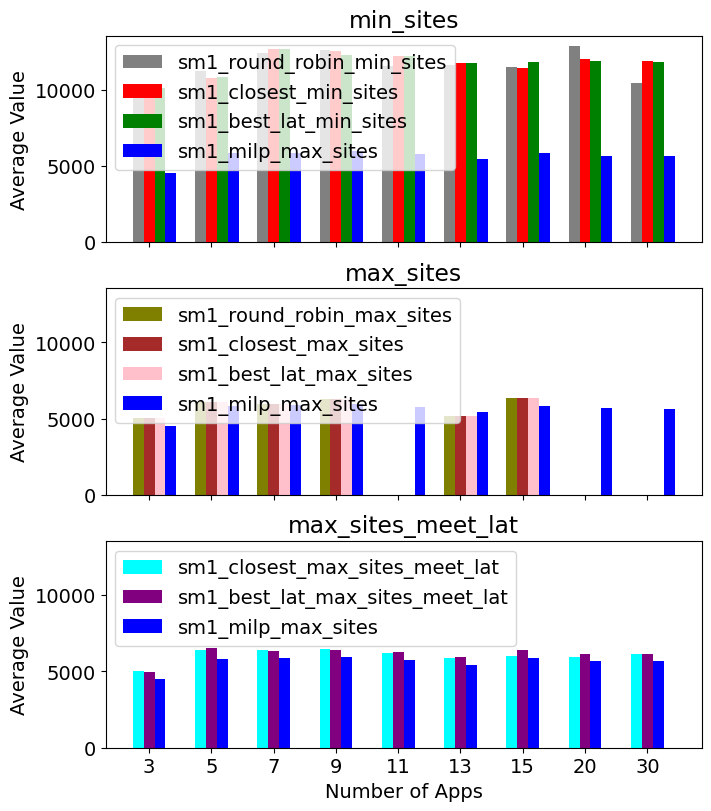 min_sites
Average Value
10000
5000
0
sm1_round_robin_min_sites
sm1_closest_min_sites
sm1_best_lat_min_sites
sm1_milp_max_sites
max_sites
Average Value
10000
5000
0
sm1_round_robin_max_sites
sm1_closest_max_sites
sm1_best_lat_max_sites
sm1_milp_max_sites
max_sites_meet_lat
Average Value
10000
5000
0
sm1_closest_max_sites_meet_lat
sm1_best_lat_max_sites_meet_lat
sm1_milp_max_sites
3 5 7 9 11 13 15 20 30
Number of Apps